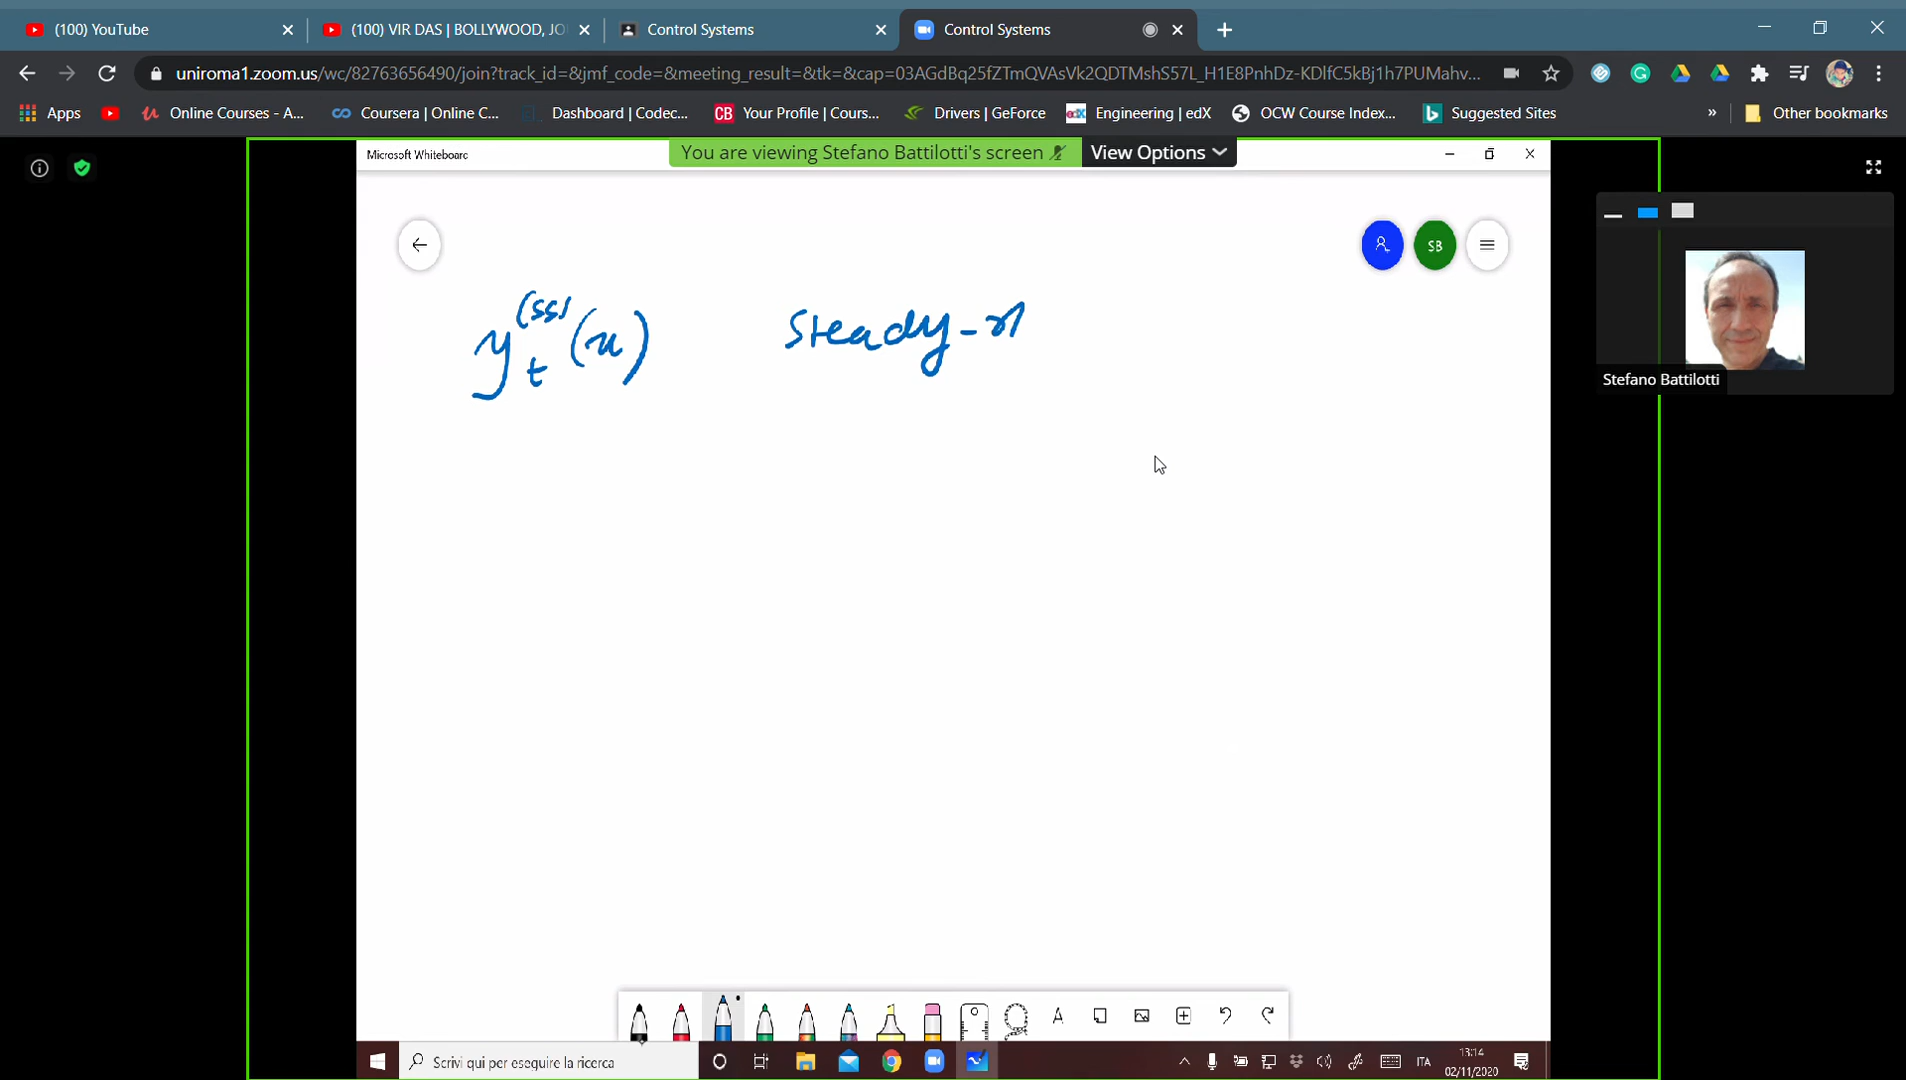 (100) YouTube
(100) VIR DAS | BOLLYWOOD, JO
Control Systems
Control Systems
uniroma1.zoom.us/wc/82763656490/join?track_id=&jmf_code=&meeting_result=&tk=&cap=03AGdBq25fZTmQVAsVk2QDTMshS57L_H1E8PnhDz-KDlfC5kBj1h7PUMahv...
Apps
Online Courses - A...
Coursera | Online C...
Dashboard | Codec...
CB
Your Profile | Cours...
Drivers | GeForce
edX
Engineering | edX
OCW Course Index...
Suggested Sites
»
Other bookmarks
Microsoft Whiteboard
You are viewing Stefano Battilotti's screen
View Options
SB
y_t^(ss)(u)
Steady-st
Stefano Battilotti
Scrivi qui per eseguire la ricerca
ITA
13:14
02/11/2020